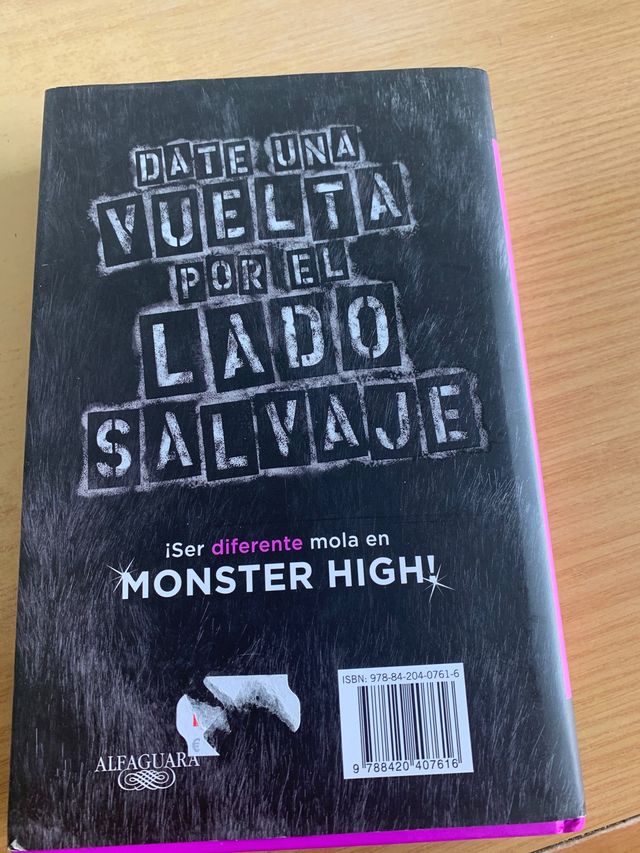 DATE UNA
VUELTA
POR EL
LADO
SALVAJE
¡Ser diferente mola en
MONSTER HIGH!
ISBN: 978-84-204-0761-6
€
ALFAGUARA
9 788420 407616